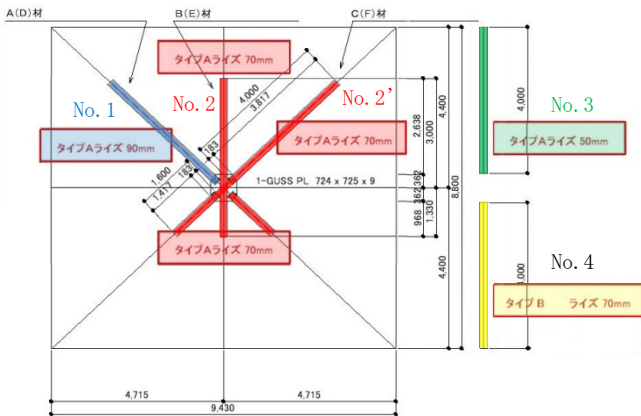 A(D)材
B(E)材
C(F)材
タイプAライズ 70mm
No.1
No.2
No.2'
No.3
4,000
3,817
183
183
1,600
1,417
タイプAライズ 90mm
タイプAライズ 70mm
タイプAライズ 50mm
2,638
3,000
4,400
8,800
4,000
1-GUSS PL 724 x 725 x 9
362
362
968
1,330
4,400
タイプAライズ 70mm
No.4
タイプ B ライズ 70mm
4,715
4,715
9,430